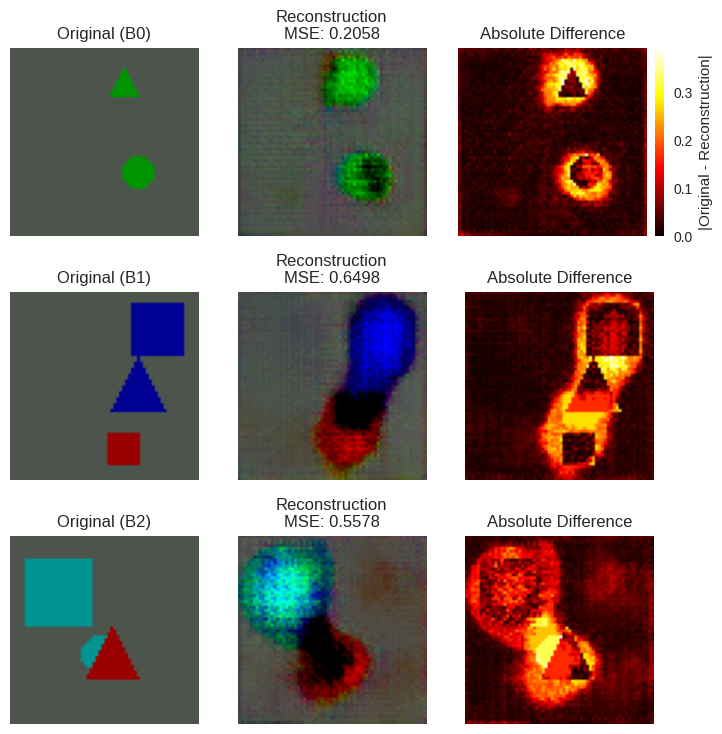 Original (B0)
Reconstruction
MSE: 0.2058
Absolute Difference
0.3
0.2
0.1
0.0
|Original - Reconstruction|
Original (B1)
Reconstruction
MSE: 0.6498
Absolute Difference
Original (B2)
Reconstruction
MSE: 0.5578
Absolute Difference